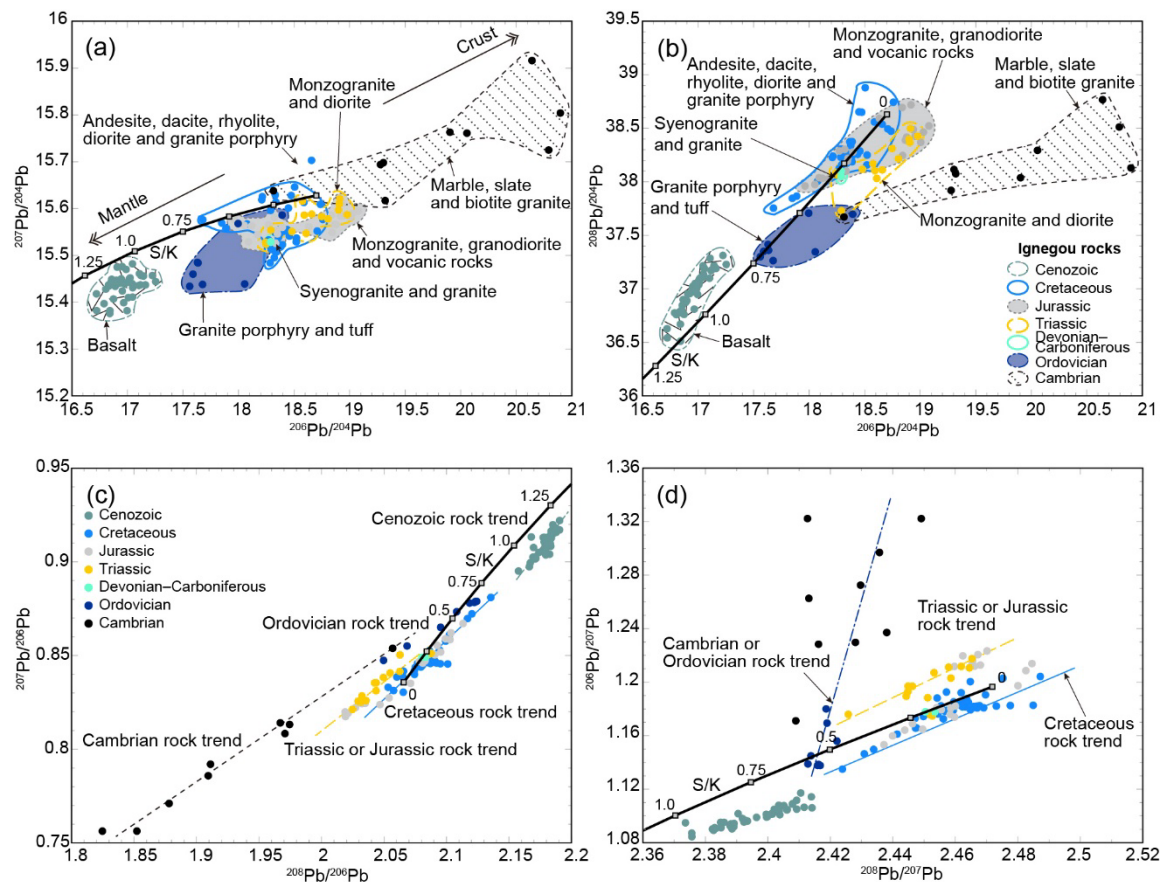 (a)
16
15.9
15.8
15.7
15.6
15.5
15.4
15.3
15.2
207Pb/204Pb
Crust
Monzogranite
and diorite
Andesite, dacite, rhyolite,
diorite and granite porphyry
Mantle
0.75
1.0
1.25
S/K
0
Marble, slate
and biotite granite
Monzogranite, granodiorite
and vocanic rocks
Syenogranite and granite
Granite porphyry and tuff
Basalt
16.5 17 17.5 18 18.5 19 19.5 20 20.5 21
206Pb/204Pb
(b)
39.5
39
38.5
38
37.5
37
36.5
36
208Pb/204Pb
Monzogranite, granodiorite
and vocanic rocks
Andesite, dacite,
rhyolite, diorite and
granite porphyry
Marble, slate
and biotite granite
Syenogranite
and granite
Granite porphyry
and tuff
Monzogranite and diorite
0
0.75
1.0
S/K
1.25
Basalt
Ignegou rocks
Cenozoic
Cretaceous
Jurassic
Triassic
Devonian–
Carboniferous
Ordovician
Cambrian
16.5 17 17.5 18 18.5 19 19.5 20 20.5 21
206Pb/204Pb
(c)
0.95
0.9
0.85
0.8
0.75
207Pb/206Pb
Cenozoic
Cretaceous
Jurassic
Triassic
Devonian–Carboniferous
Ordovician
Cambrian
1.25
Cenozoic rock trend
1.0
S/K
0.75
0.5
Ordovician rock trend
0
Cretaceous rock trend
Cambrian rock trend
Triassic or Jurassic rock trend
1.8 1.85 1.9 1.95 2 2.05 2.1 2.15 2.2
208Pb/206Pb
(d)
1.36
1.32
1.28
1.24
1.20
1.16
1.12
1.08
206Pb/207Pb
Triassic or Jurassic
rock trend
Cambrian or
Ordovician rock trend
0
0.5
Cretaceous
rock trend
0.75
S/K
1.0
2.36 2.38 2.4 2.42 2.44 2.46 2.48 2.5 2.52
208Pb/207Pb